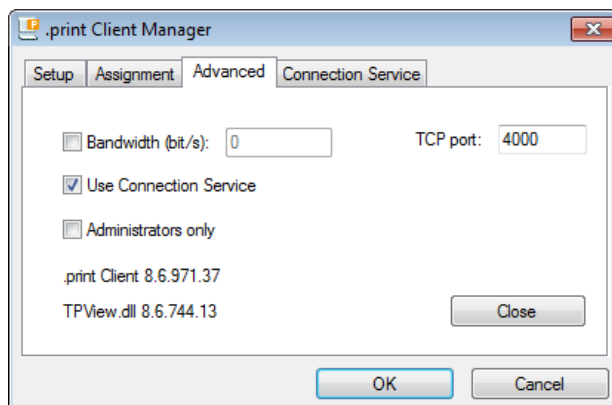 .print Client Manager
Setup Assignment Advanced Connection Service
Bandwidth (bit/s): 0 TCP port: 4000
Use Connection Service
Administrators only
.print Client 8.6.971.37
TPView.dll 8.6.744.13
Close
OK Cancel